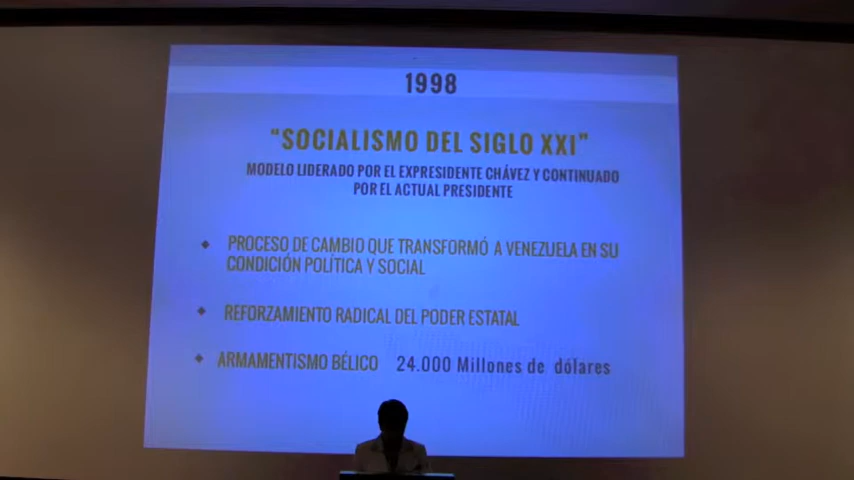 1998
"SOCIALISMO DEL SIGLO XXI"
MODELO LIDERADO POR EL EXPRESIDENTE CHÁVEZ Y CONTINUADO
POR EL ACTUAL PRESIDENTE
PROCESO DE CAMBIO QUE TRANSFORMÓ A VENEZUELA EN SU
CONDICIÓN POLÍTICA Y SOCIAL
REFORZAMIENTO RADICAL DEL PODER ESTATAL
ARMAMENTISMO BÉLICO 24.000 Millones de dólares